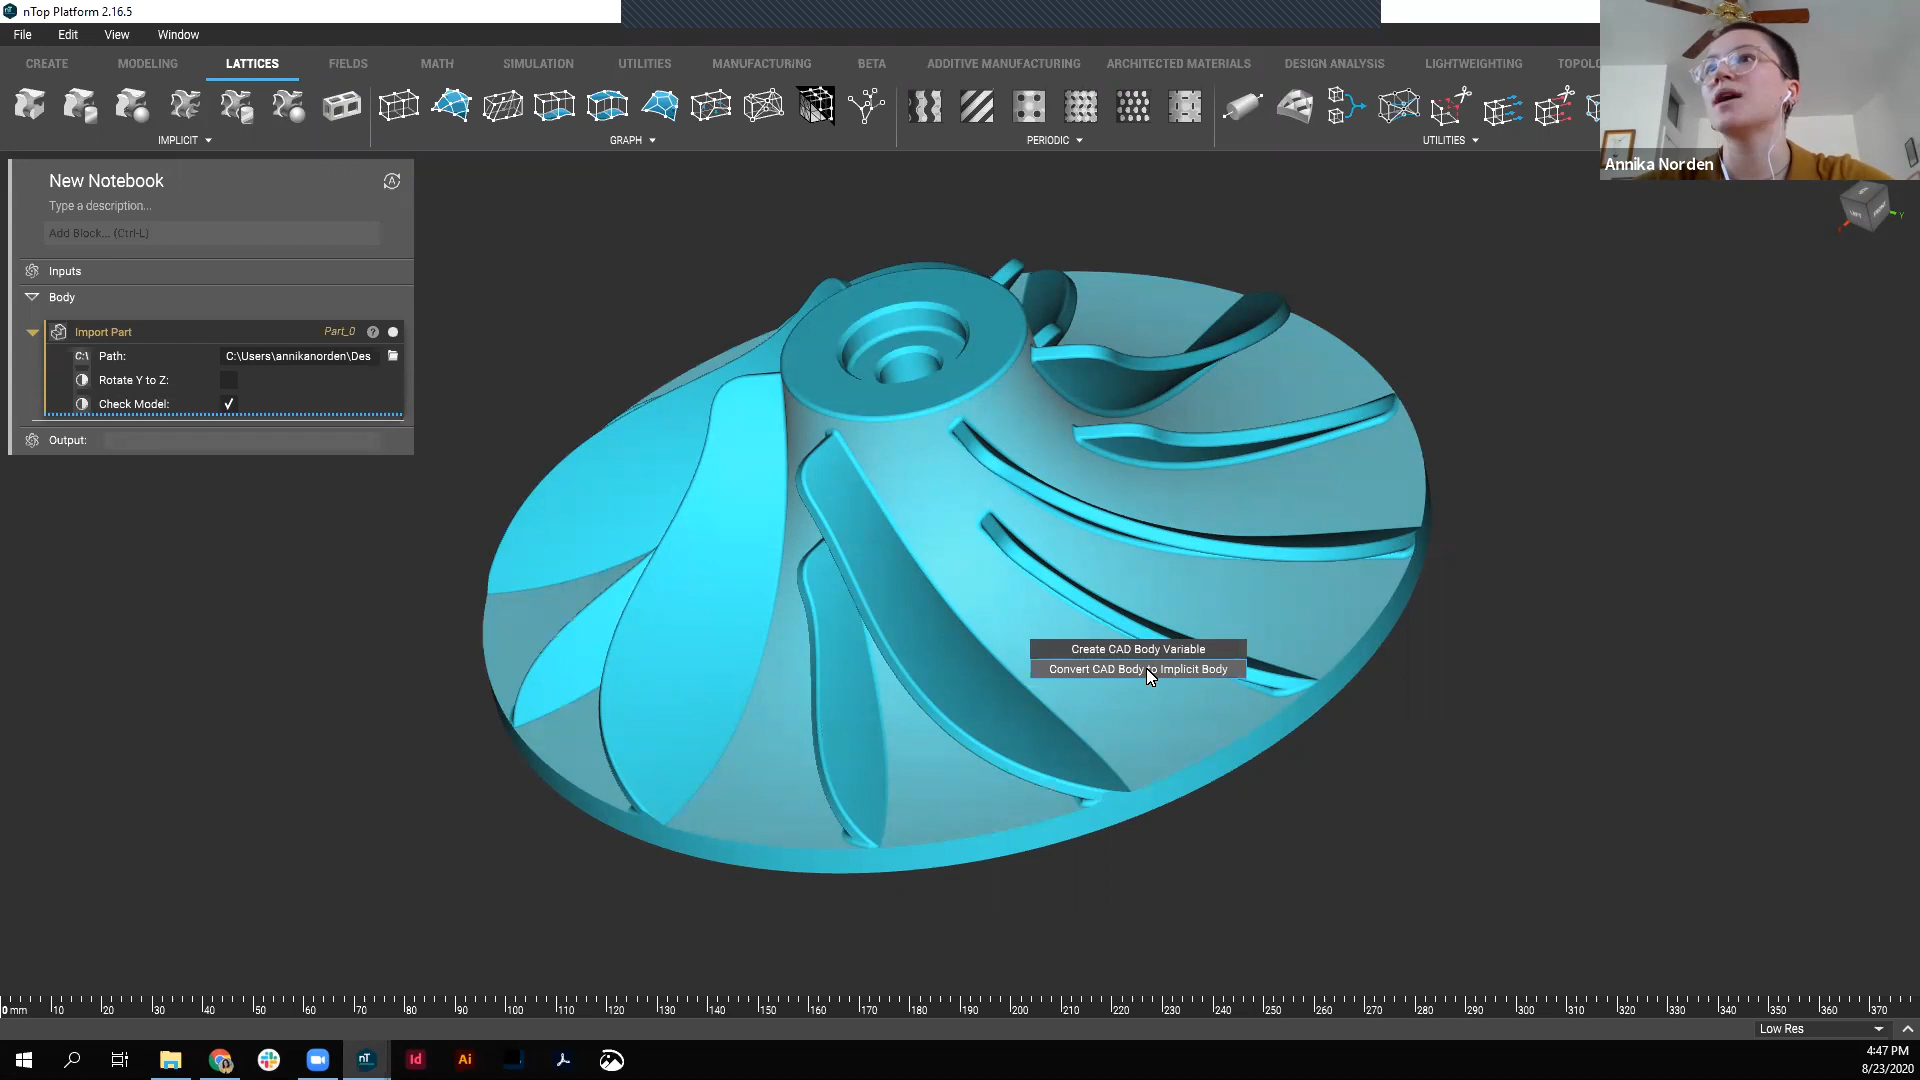 nTop Platform 2.16.5
File Edit View Window
CREATE MODELING LATTICES FIELDS MATH SIMULATION UTILITIES MANUFACTURING BETA ADDITIVE MANUFACTURING ARCHITECTED MATERIALS DESIGN ANALYSIS LIGHTWEIGHTING TOPOL
IMPLICIT GRAPH PERIODIC UTILITIES
Annika Norden
New Notebook
Type a description...
Add Block... (Ctrl-L)
Inputs
Body
Import Part Part_0
C:\ Path: C:\Users\annikanorden\Des
Rotate Y to Z:
Check Model:
Output:
Create CAD Body Variable
Convert CAD Body to Implicit Body
0 mm 10 20 30 40 50 60 70 80 90 100 110 120 130 140 150 160 170 180 190 200 210 220 230 240 250 260 270 280 290 300 310 320 330 340 350 360 370
Low Res
nT Id Ai
4:47 PM
8/23/2020